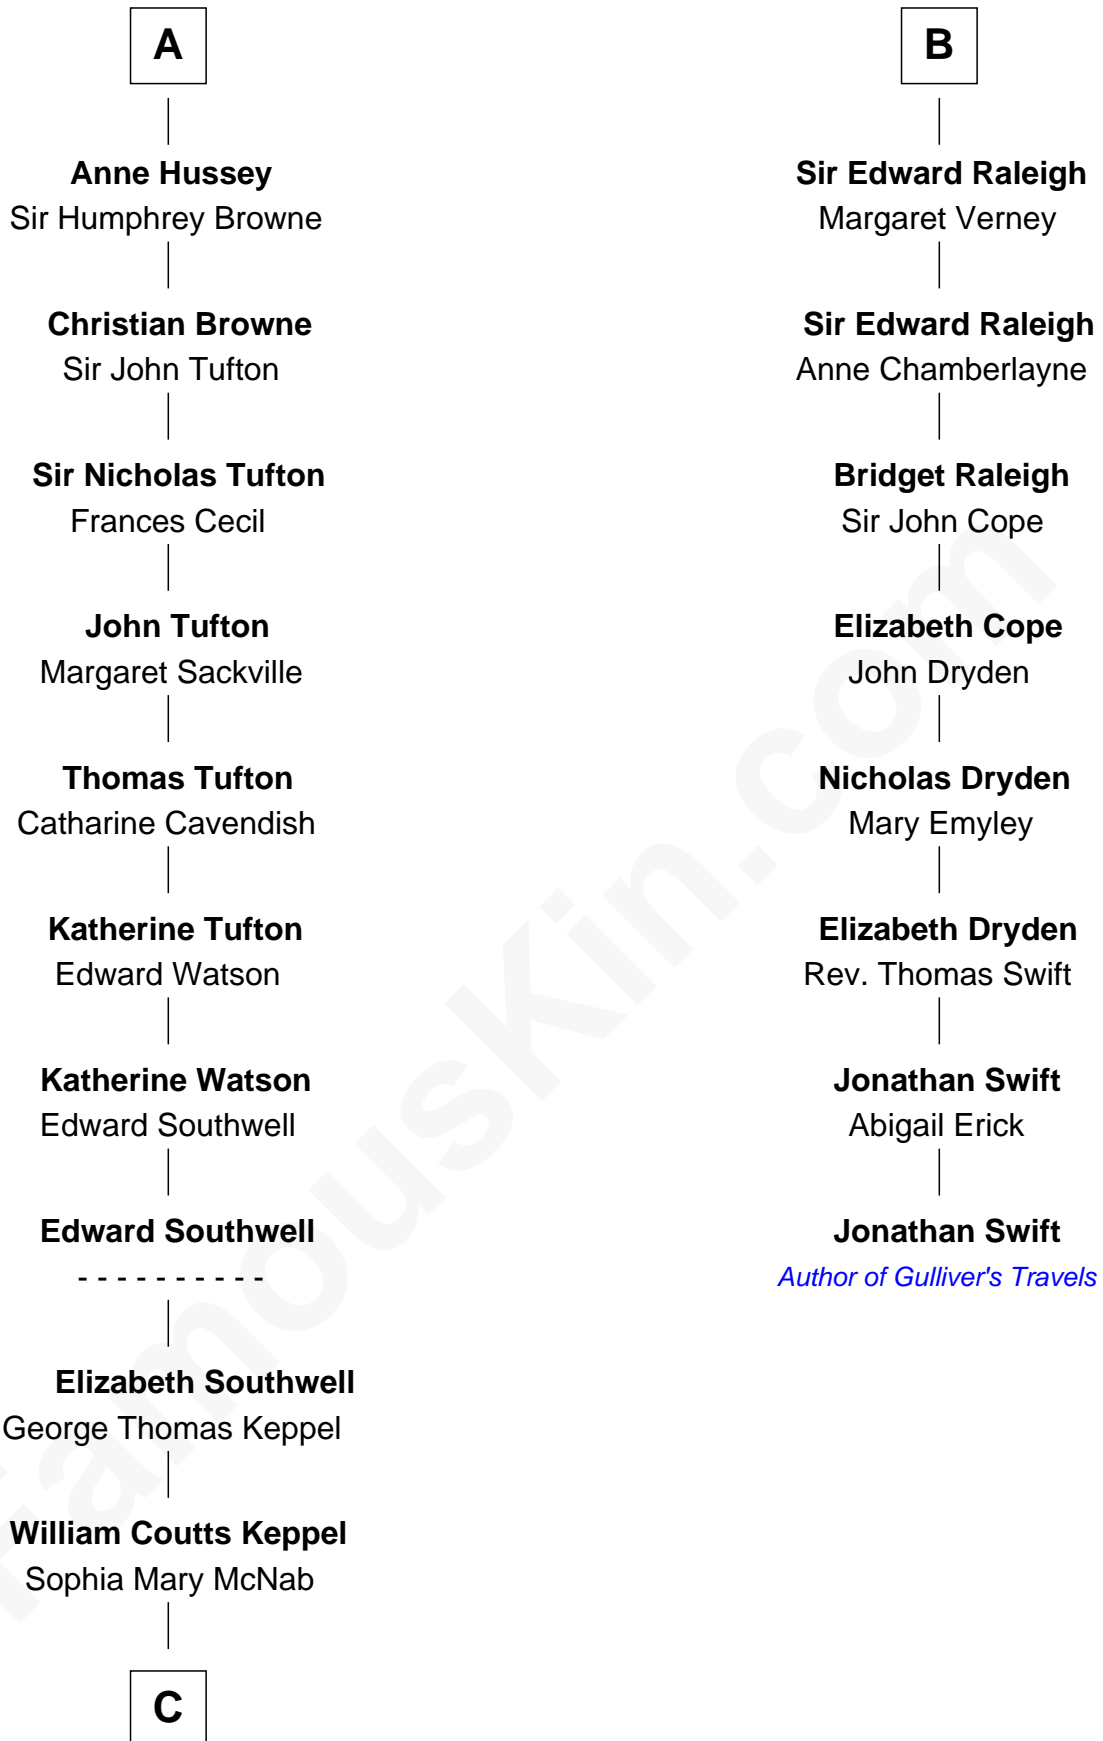 A
Anne Hussey
Sir Humphrey Browne
Christian Browne
Sir John Tufton
Sir Nicholas Tufton
Frances Cecil
John Tufton
Margaret Sackville
Thomas Tufton
Catharine Cavendish
Katherine Tufton
Edward Watson
Katherine Watson
Edward Southwell
Edward Southwell
- - - - - - - - - -
Elizabeth Southwell
George Thomas Keppel
William Coutts Keppel
Sophia Mary McNab
C
B
Sir Edward Raleigh
Margaret Verney
Sir Edward Raleigh
Anne Chamberlayne
Bridget Raleigh
Sir John Cope
Elizabeth Cope
John Dryden
Nicholas Dryden
Mary Emyley
Elizabeth Dryden
Rev. Thomas Swift
Jonathan Swift
Abigail Erick
Jonathan Swift
Author of Gulliver's Travels
FamousKin.com